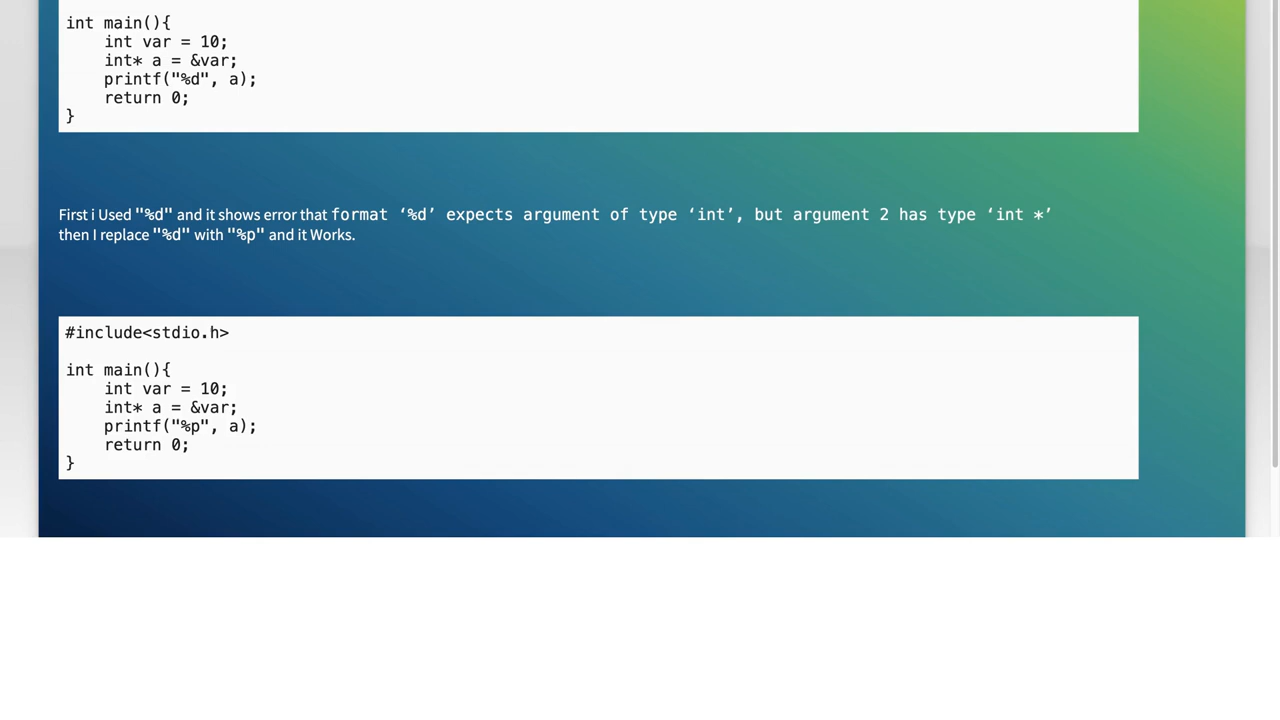 int main(){
    int var = 10;
    int* a = &var;
    printf("%d", a);
    return 0;
}
First i Used "%d" and it shows error that format ‘%d’ expects argument of type ‘int’, but argument 2 has type ‘int *’
then I replace "%d" with "%p" and it Works.
#include<stdio.h>
int main(){
    int var = 10;
    int* a = &var;
    printf("%p", a);
    return 0;
}